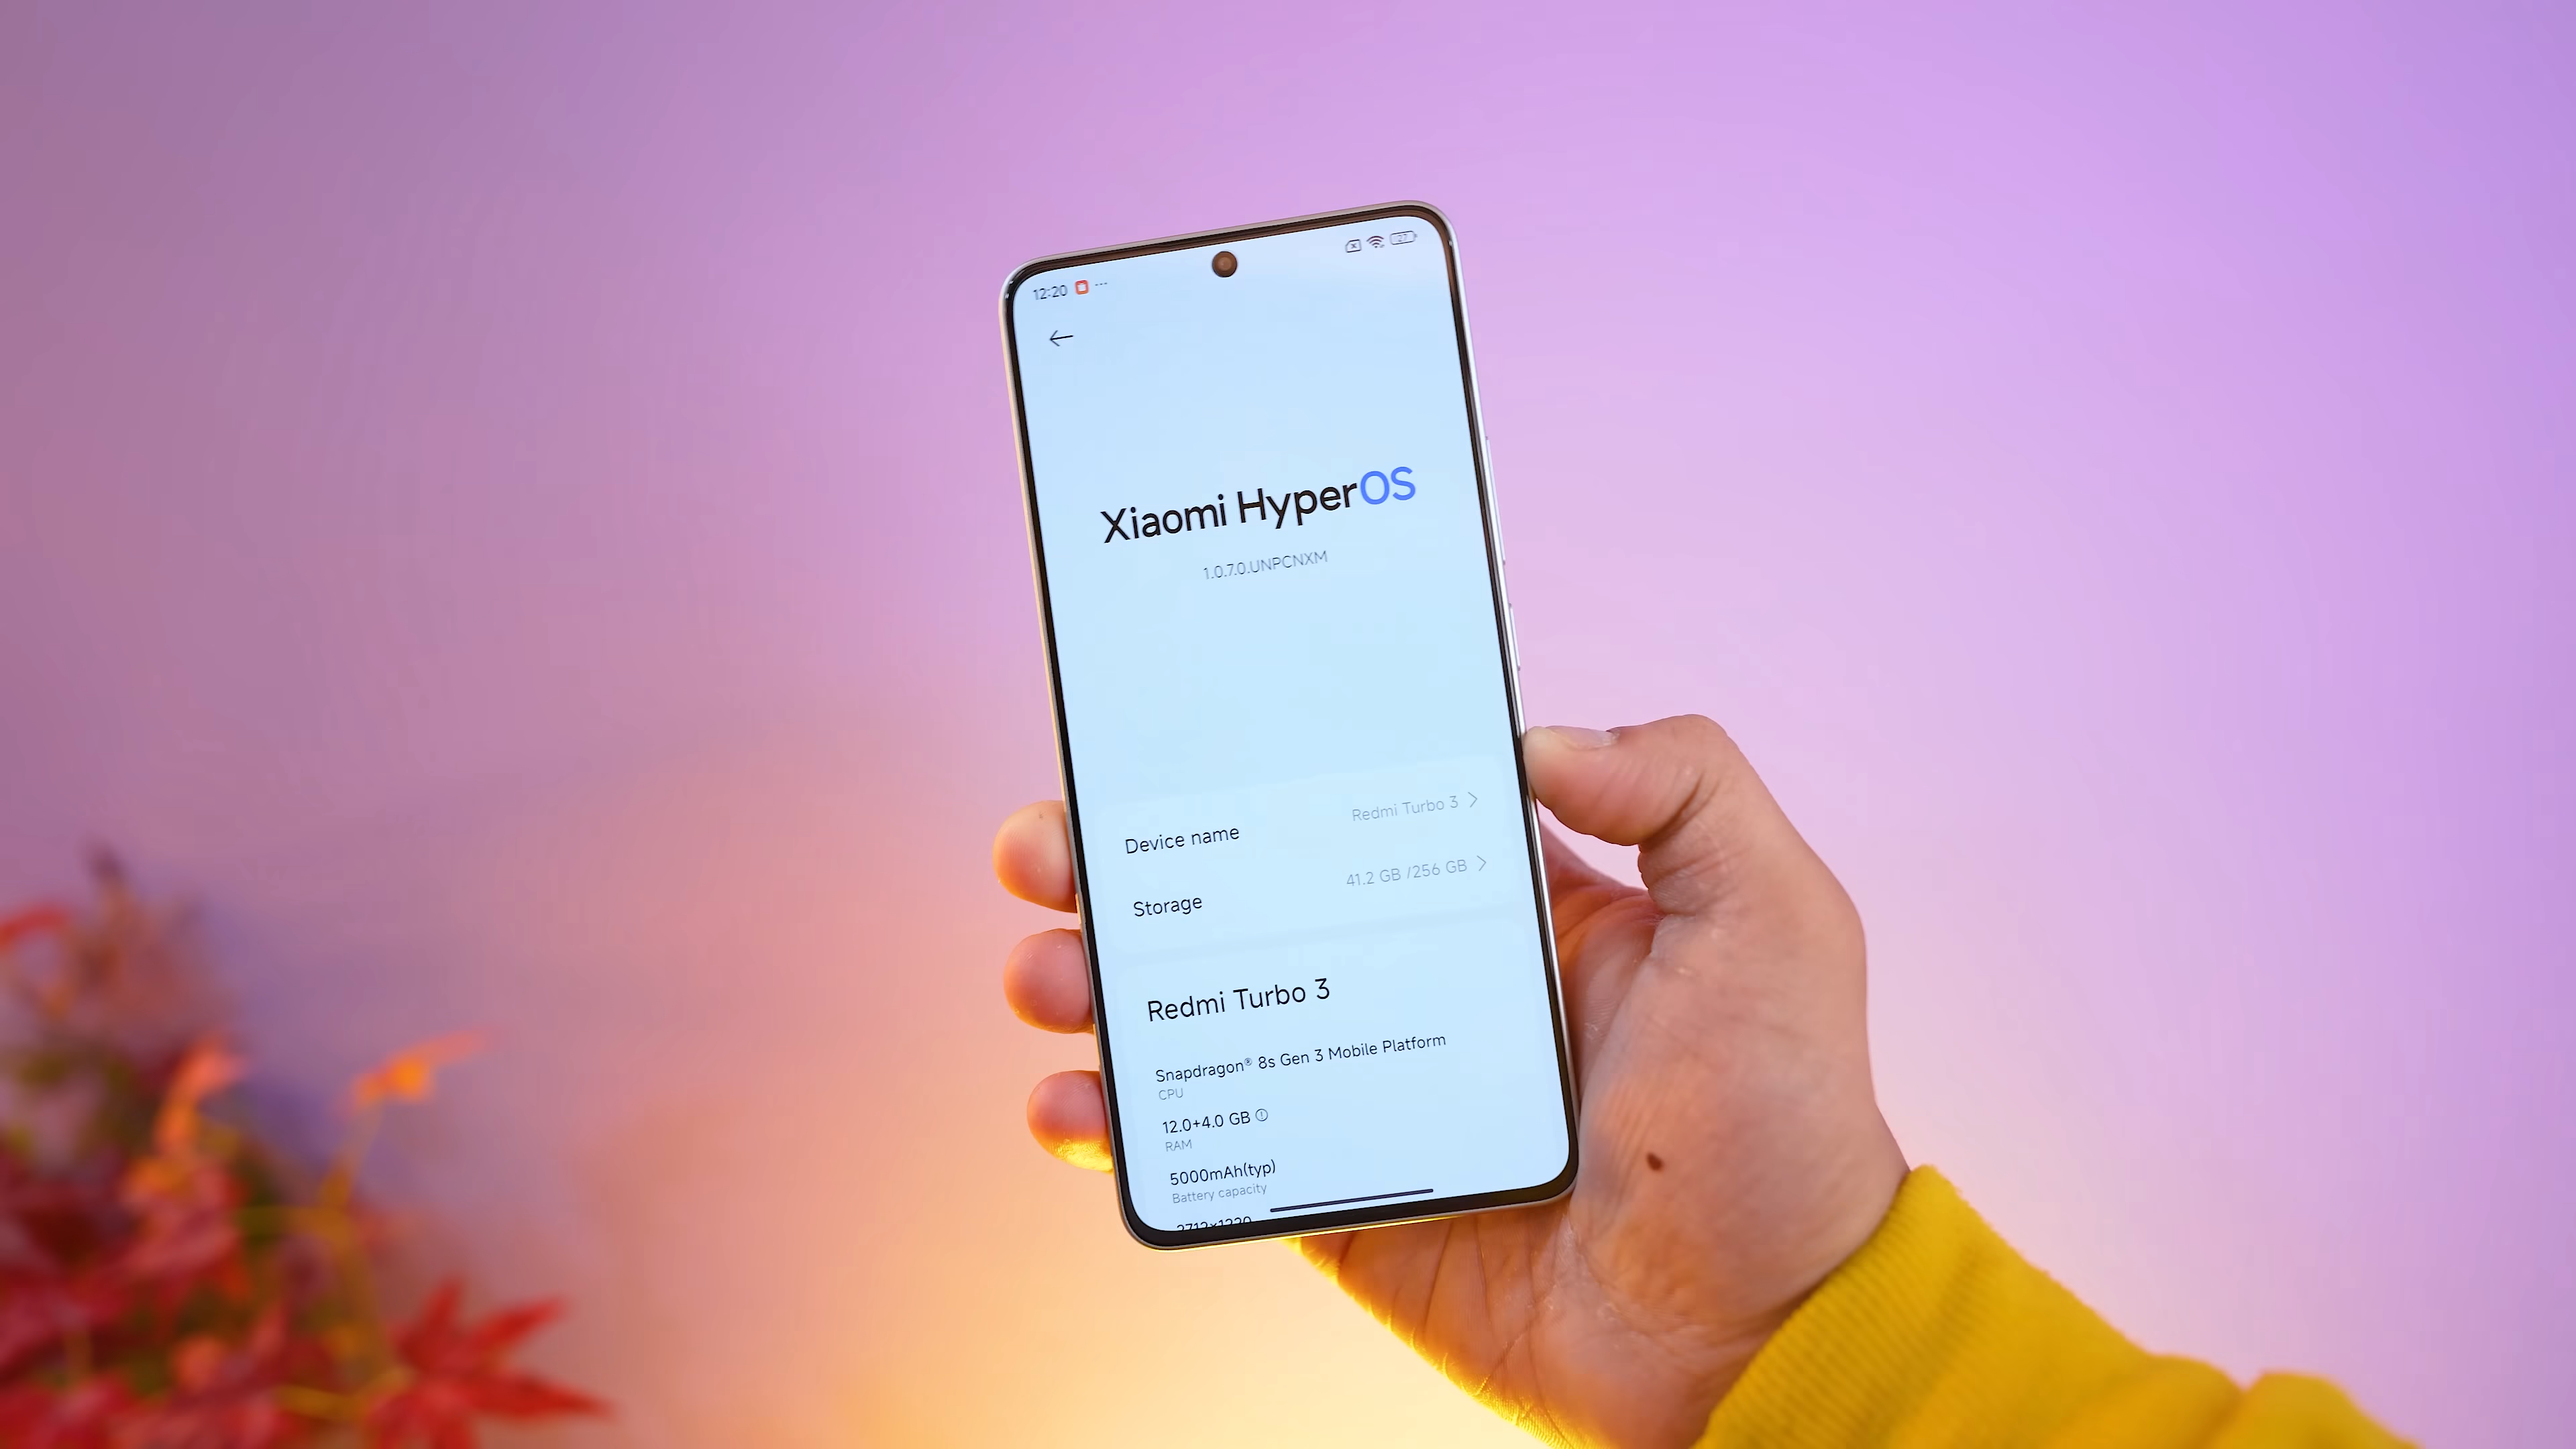 12:20 ...
27
Xiaomi HyperOS
1.0.7.0.UNPCNXM
Device name
Redmi Turbo 3
Storage
41.2 GB /256 GB
Redmi Turbo 3
Snapdragon® 8s Gen 3 Mobile Platform
CPU
12.0+4.0 GB
RAM
5000mAh(typ)
Battery capacity
2712x1220